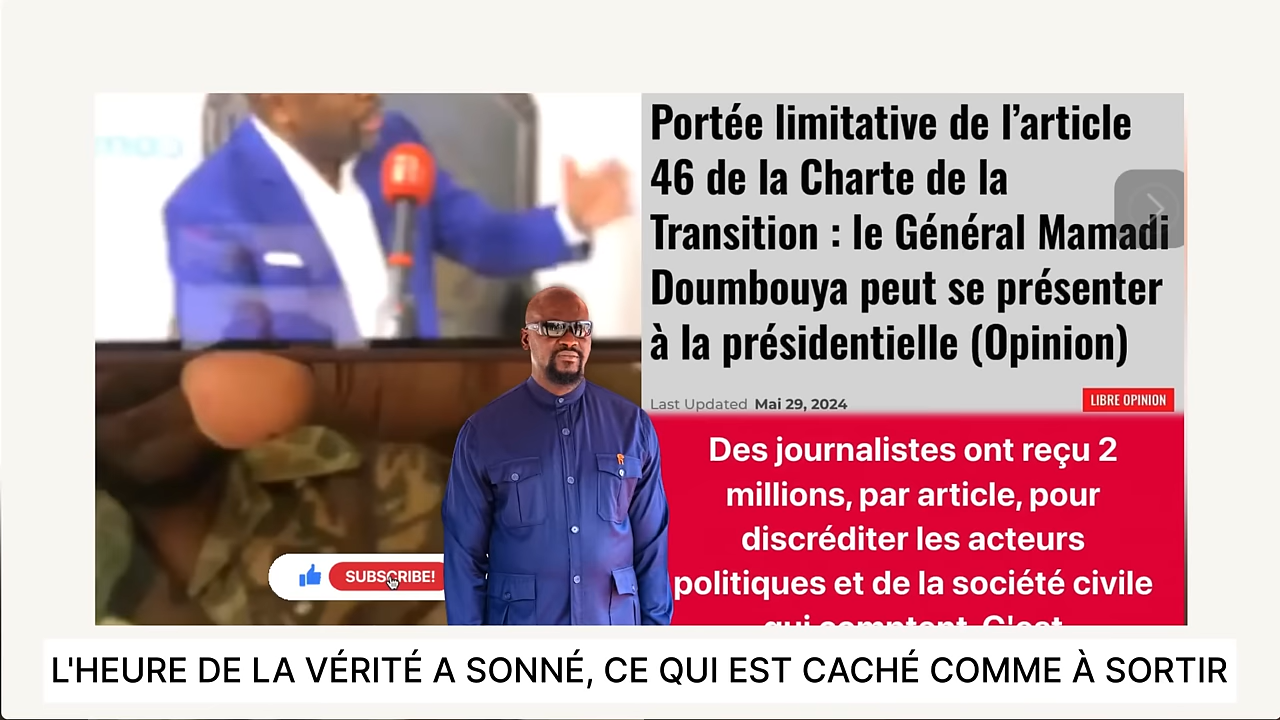 Portée limitative de l'article
46 de la Charte de la
Transition : le Général Mamadi
Doumbouya peut se présenter
à la présidentielle (Opinion)
Last Updated Mai 29, 2024
LIBRE OPINION
Des journalistes ont reçu 2
millions, par article, pour
discréditer les acteurs
politiques et de la société civile
qui comptent. C'est
SUBSCRIBE!
L'HEURE DE LA VÉRITÉ A SONNÉ, CE QUI EST CACHÉ COMME À SORTIR